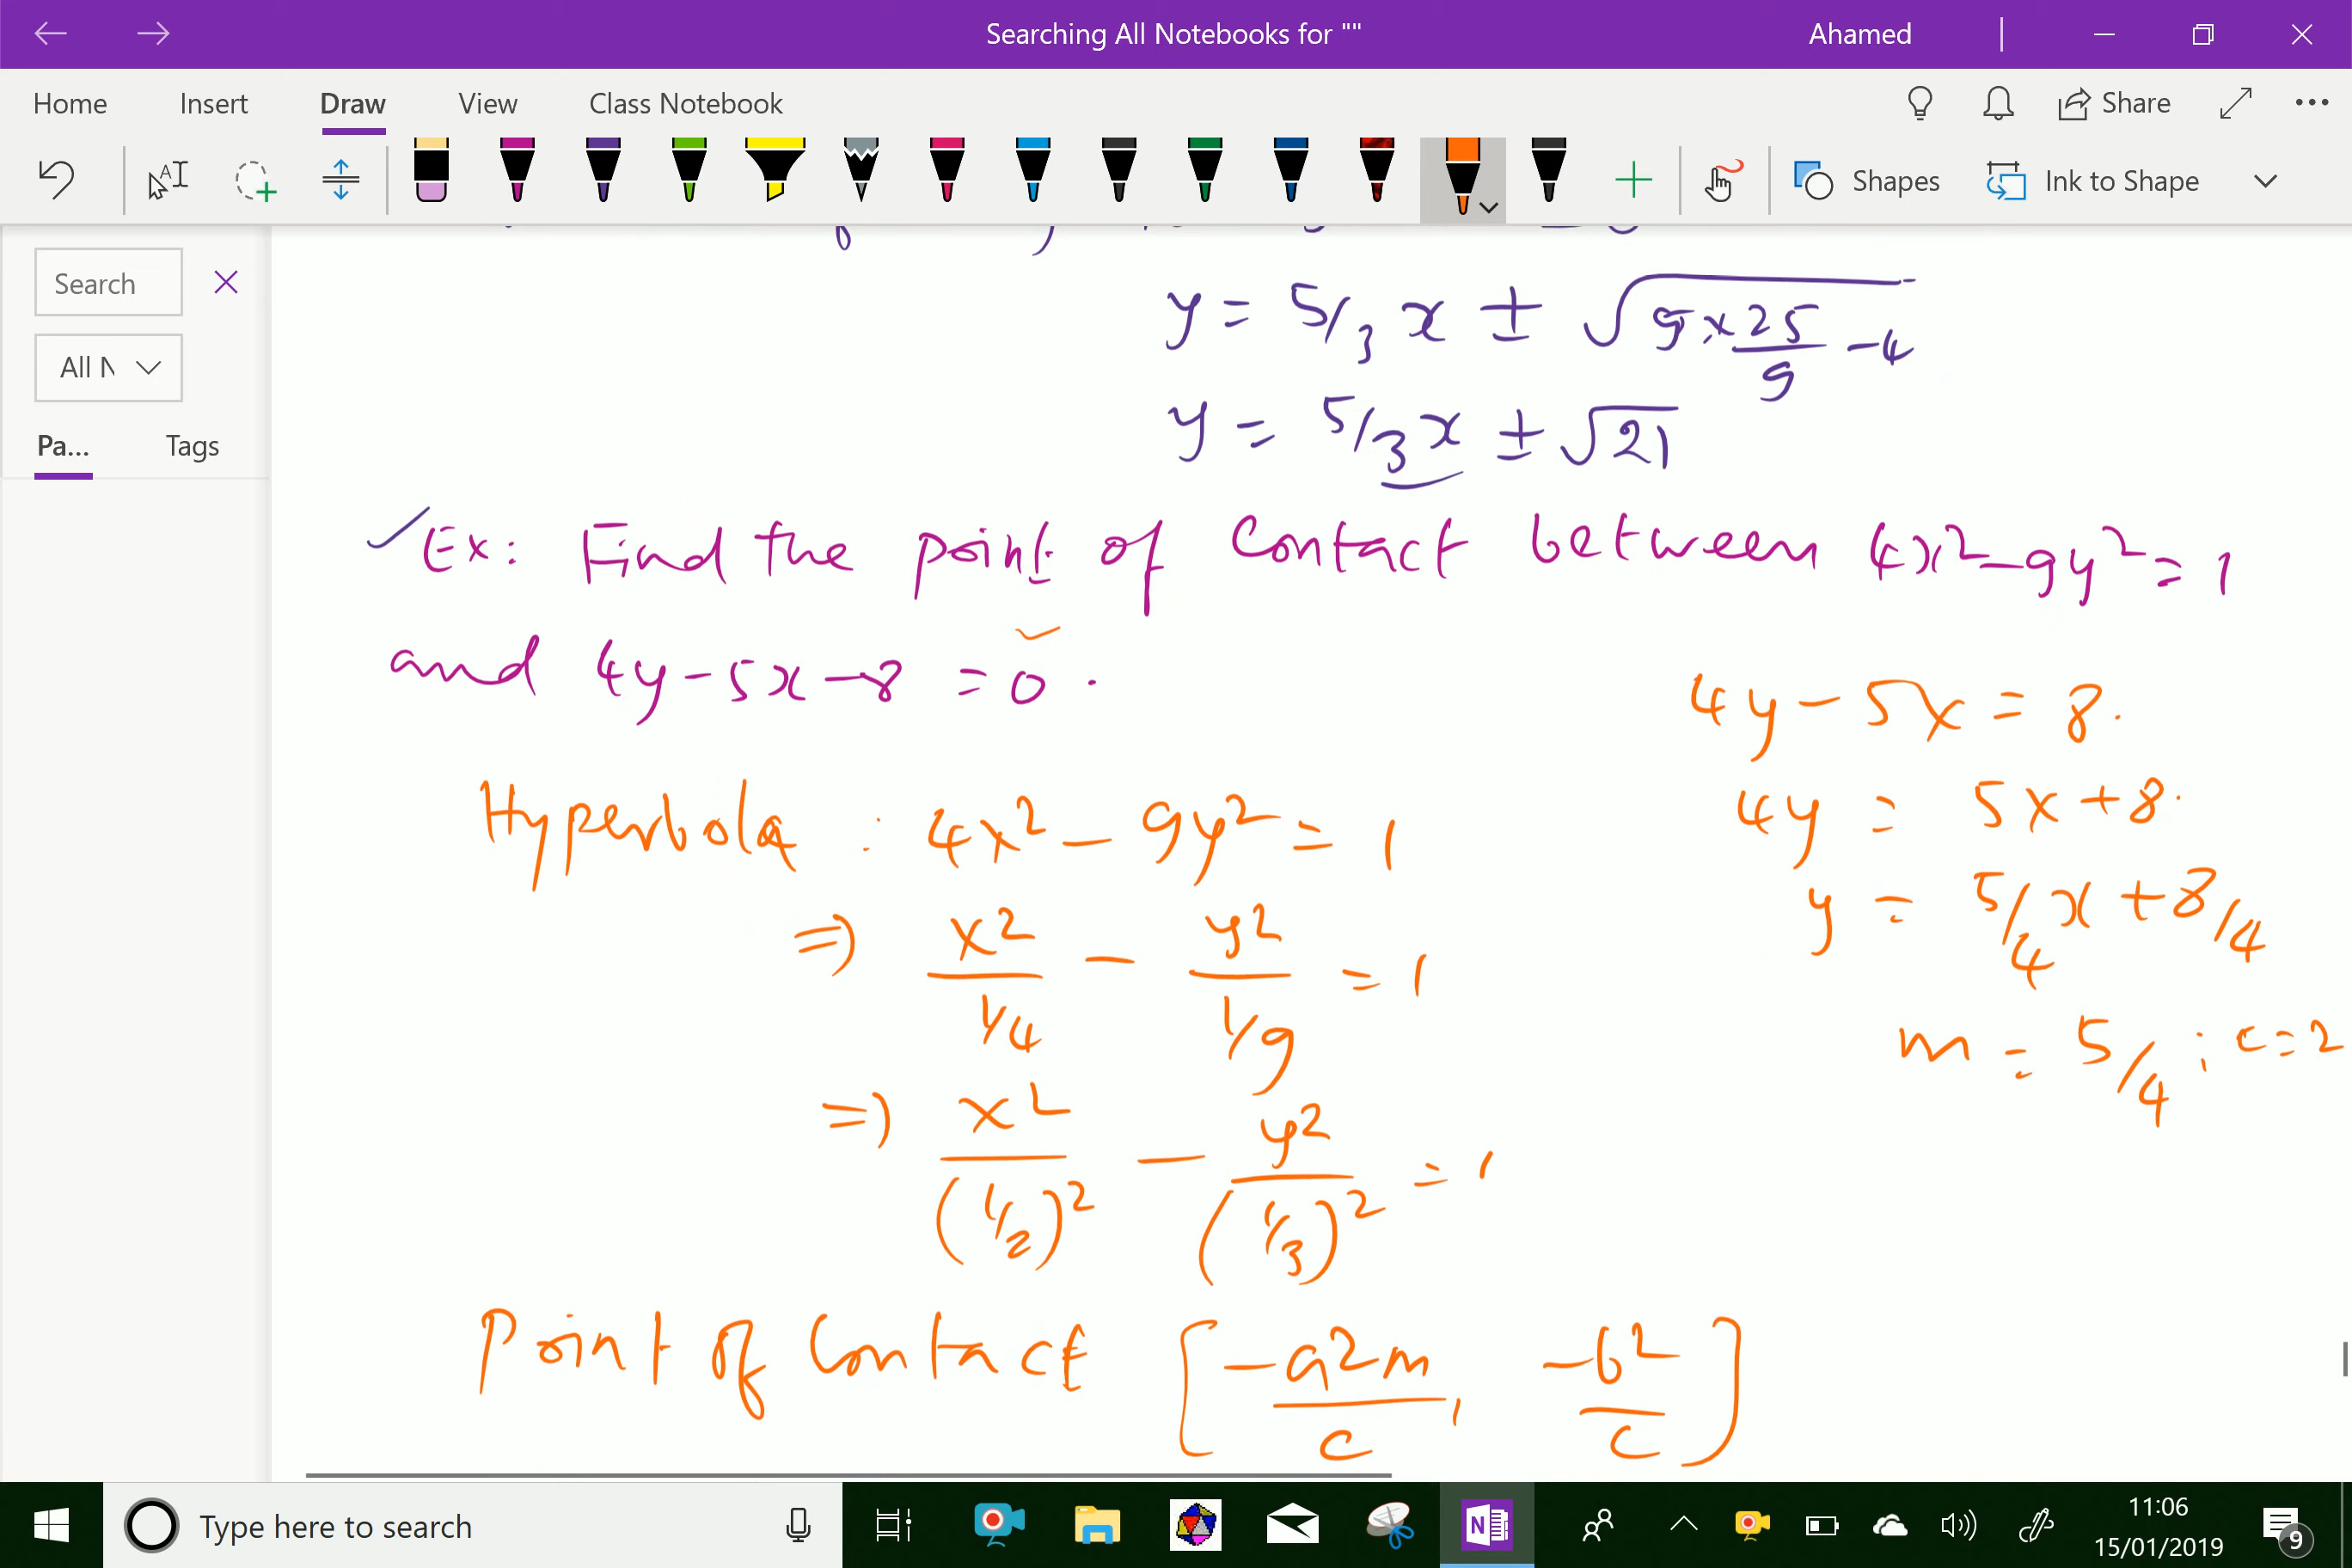 Searching All Notebooks for ""
Ahamed
Home Insert Draw View Class Notebook
Share
Shapes
Ink to Shape
Search
All N
Pa...
Tags
y = 5/3 x ± √(9 × 25/9 - 4)
y = 5/3 x ± √21
Ex: Find the point of contact between 4x² - 9y² = 1
and 4y - 5x - 8 = 0.
4y - 5x = 8.
4y = 5x + 8.
y = 5/4 x + 8/4
m = 5/4 ; c = 2
Hyperbola : 4x² - 9y² = 1
⇒ x²/(1/4) - y²/(1/9) = 1
⇒ x²/(1/2)² - y²/(1/3)² = 1
Point of Contact [-a²m/c, -b²/c]
Type here to search
N
11:06
15/01/2019
9